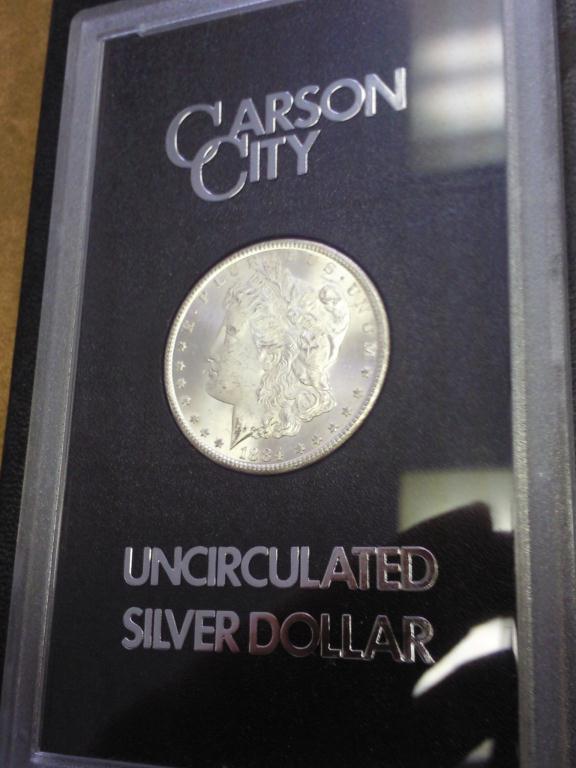 CARSON
CITY
E · PLURIBUS · UNUM
1884
UNCIRCULATED
SILVER DOLLAR